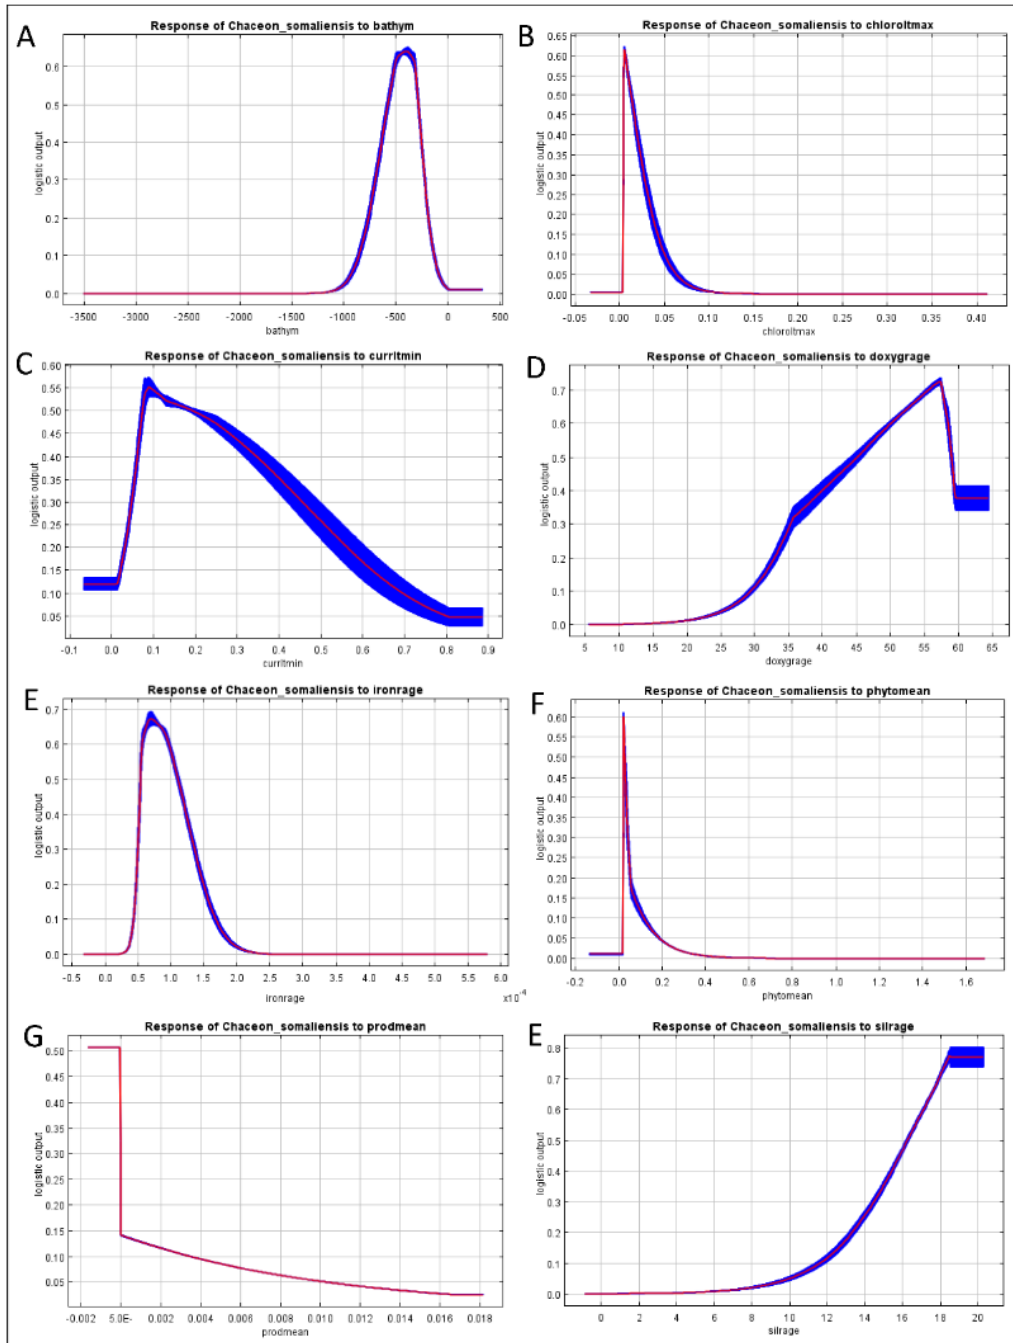 A
Response of Chaceon_somaliensis to bathym
0.6
0.5
0.4
0.3
0.2
0.1
0.0
logistic output
-3500 -3000 -2500 -2000 -1500 -1000 -500 0
bathym
B
Response of Chaceon_somaliensis to chloroltmax
0.65
0.60
0.55
0.50
0.45
0.40
0.35
0.30
0.25
0.20
0.15
0.10
0.05
0.00
logistic output
-0.05 0.00 0.05 0.10 0.15 0.20 0.25 0.30 0.35 0.40
chloroltmax
C
Response of Chaceon_somaliensis to curritmin
0.60
0.55
0.50
0.45
0.40
0.35
0.30
0.25
0.20
0.15
0.10
0.05
logistic output
-0.1 0.0 0.1 0.2 0.3 0.4 0.5 0.6 0.7 0.8 0.9
curritmin
D
Response of Chaceon_somaliensis to doxygrage
0.7
0.6
0.5
0.4
0.3
0.2
0.1
0.0
logistic output
5 10 15 20 25 30 35 40 45 50 55 60 65
doxygrage
E
Response of Chaceon_somaliensis to ironrage
0.7
0.6
0.5
0.4
0.3
0.2
0.1
0.0
logistic output
-0.5 0.0 0.5 1.0 1.5 2.0 2.5 3.0 3.5 4.0 4.5 5.0 5.5 6.0
ironrage
x10^-4
F
Response of Chaceon_somaliensis to phytomean
0.60
0.55
0.50
0.45
0.40
0.35
0.30
0.25
0.20
0.15
0.10
0.05
0.00
logistic output
-0.2 0.0 0.2 0.4 0.6 0.8 1.0 1.2 1.4 1.6
phytomean
G
Response of Chaceon_somaliensis to prodmean
0.50
0.45
0.40
0.35
0.30
0.25
0.20
0.15
0.10
0.05
logistic output
-0.002 5.0E- 0.002 0.004 0.006 0.008 0.010 0.012 0.014 0.016 0.018
prodmean
E
Response of Chaceon_somaliensis to silrage
0.8
0.7
0.6
0.5
0.4
0.3
0.2
0.1
0.0
logistic output
0 2 4 6 8 10 12 14 16 18 20
silrage